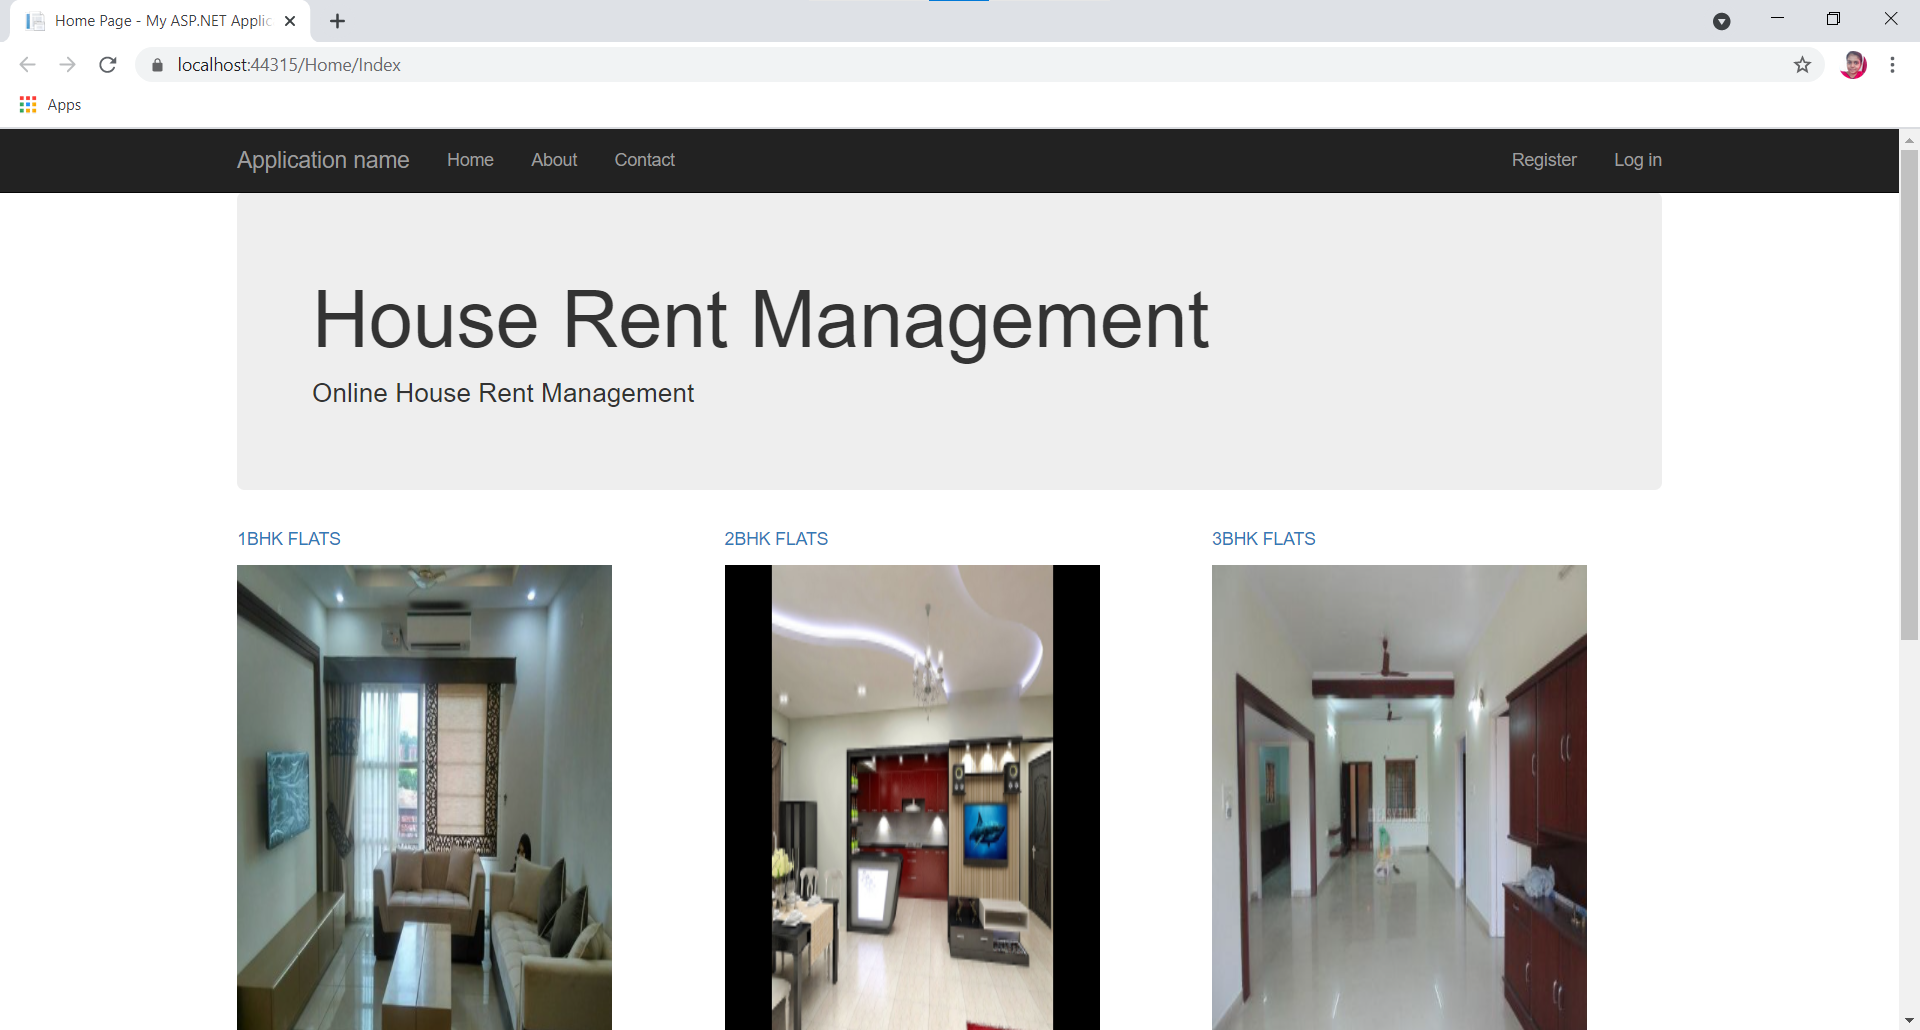 Home Page - My ASP.NET Applic
localhost:44315/Home/Index
Apps
Application name Home About Contact Register Log in
House Rent Management
Online House Rent Management
1BHK FLATS 2BHK FLATS 3BHK FLATS